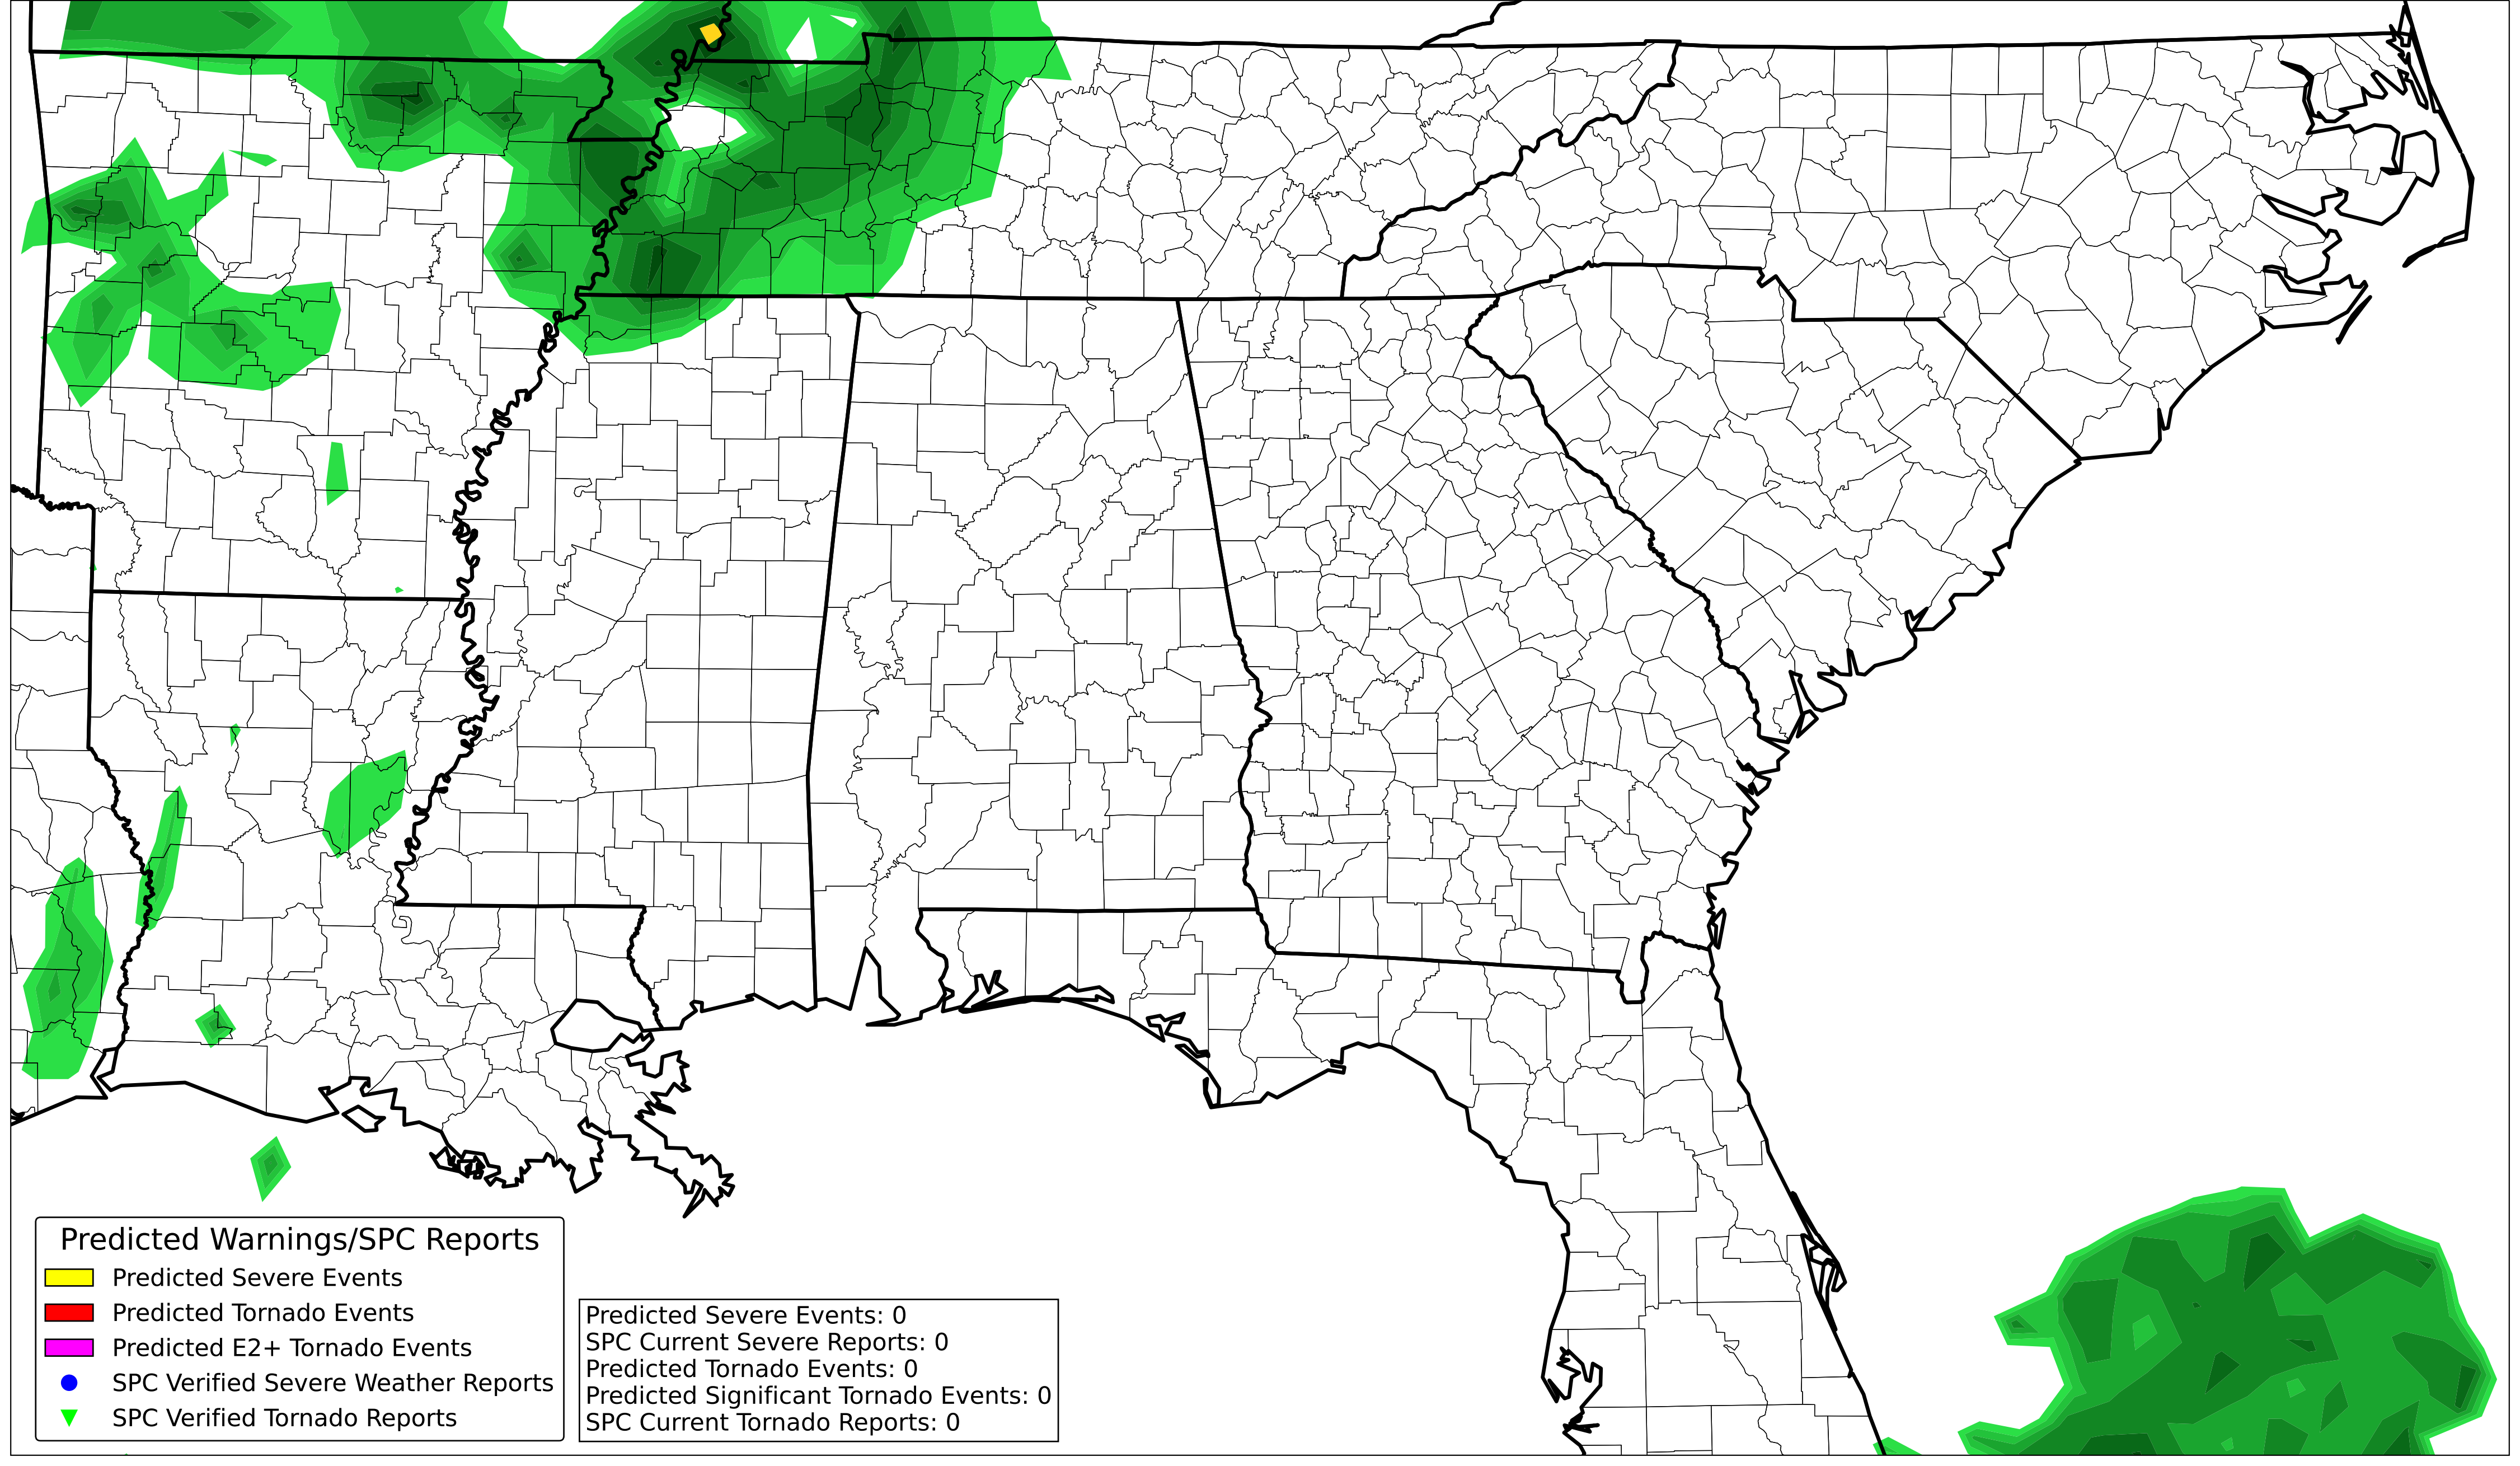 Predicted Warnings/SPC Reports
Predicted Severe Events
Predicted Tornado Events
Predicted E2+ Tornado Events
SPC Verified Severe Weather Reports
SPC Verified Tornado Reports
Predicted Severe Events: 0
SPC Current Severe Reports: 0
Predicted Tornado Events: 0
Predicted Significant Tornado Events: 0
SPC Current Tornado Reports: 0